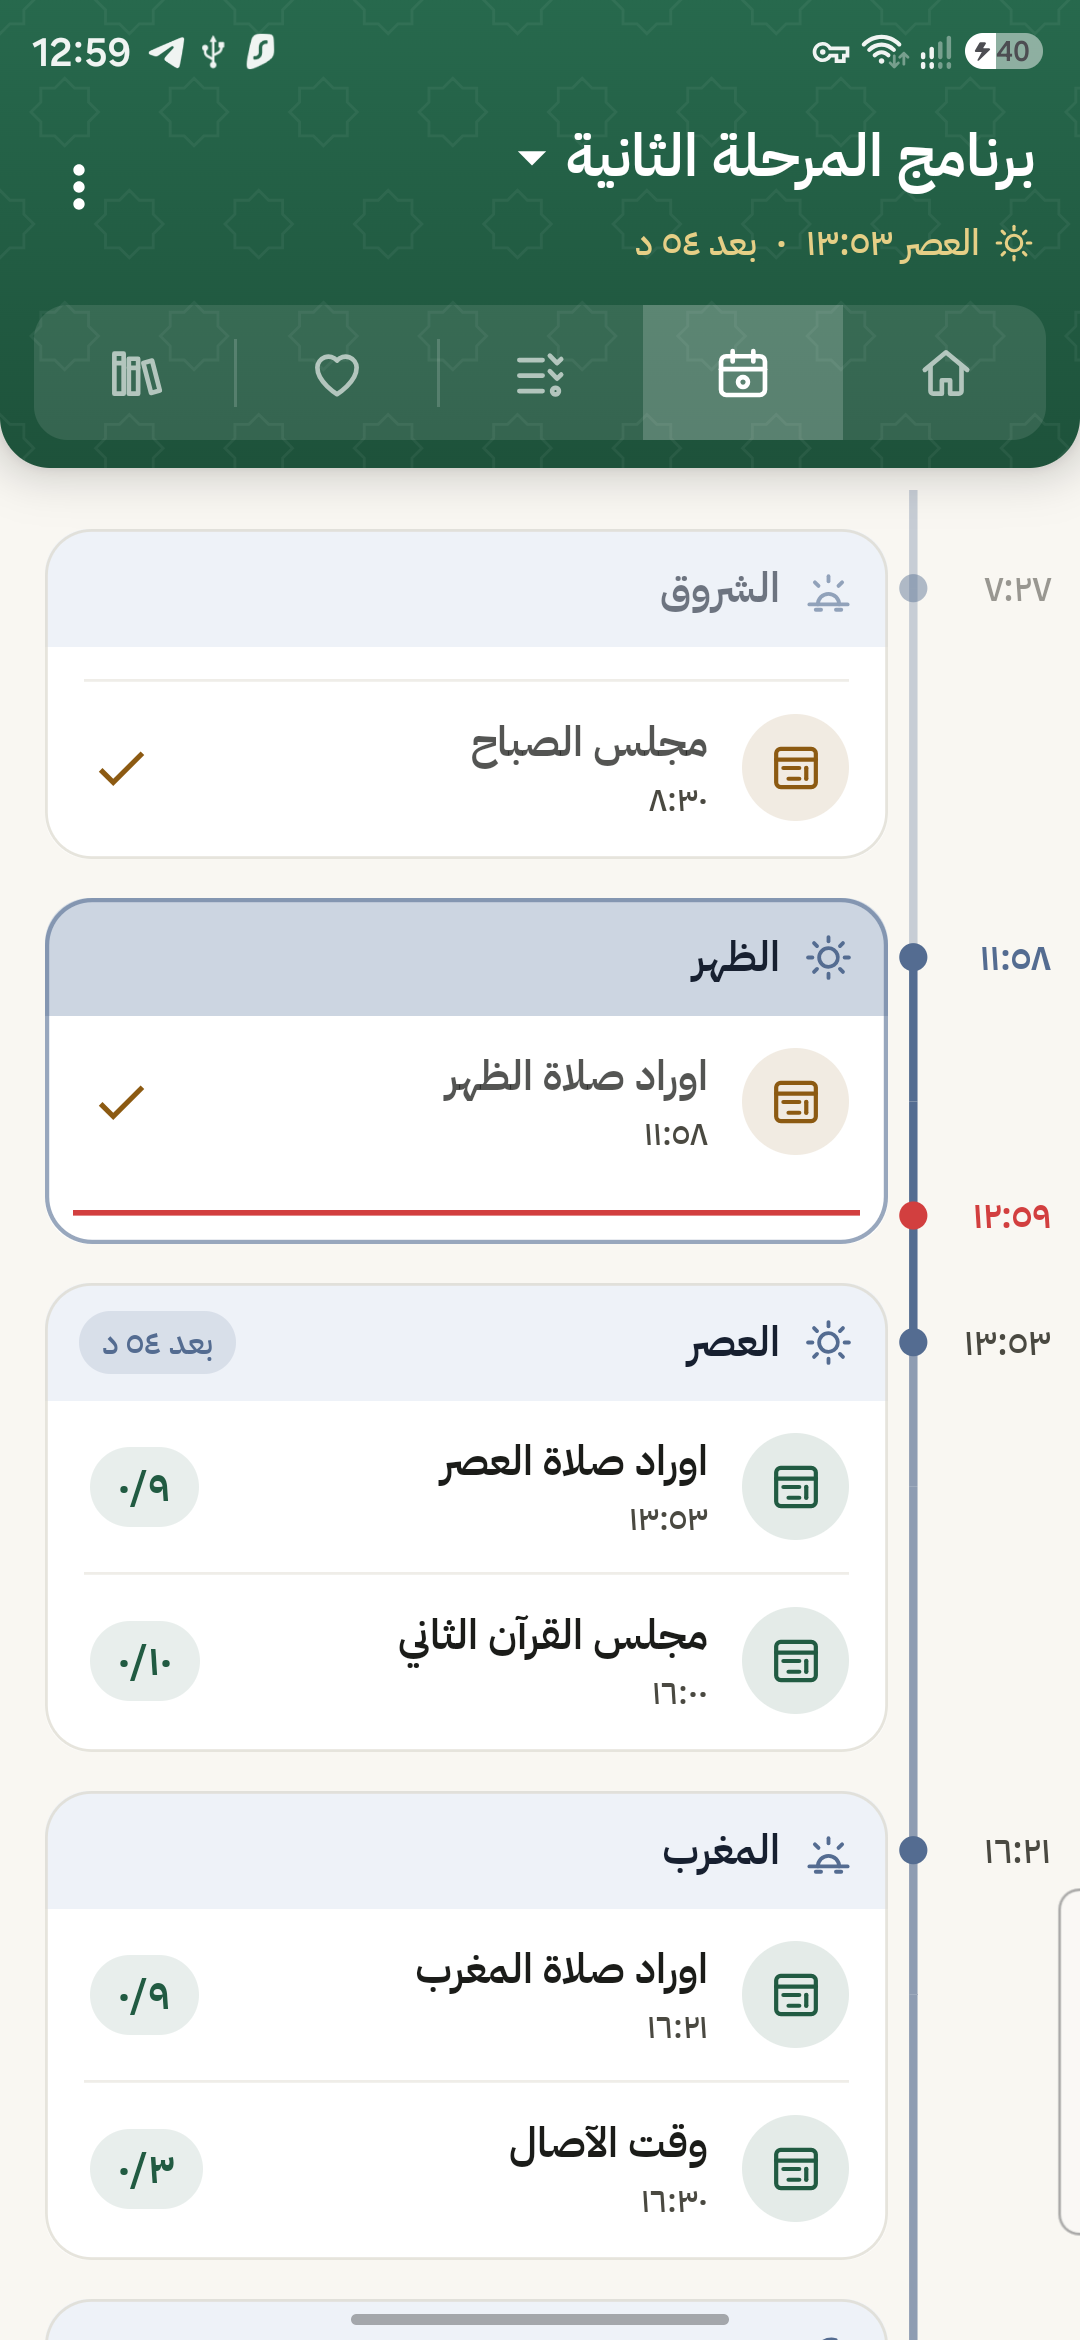 12:59
40
برنامج المرحلة الثانية
العصر ١٣:٥٣ • بعد ٥٤ د
٧:٢٧
الشروق
مجلس الصباح
٨:٣٠
١١:٥٨
الظهر
اوراد صلاة الظهر
١١:٥٨
١٢:٥٩
١٣:٥٣
العصر
بعد ٥٤ د
اوراد صلاة العصر
١٣:٥٣
٠/٩
مجلس القرآن الثاني
١٦:٠٠
٠/١٠
١٦:٢١
المغرب
اوراد صلاة المغرب
١٦:٢١
٠/٩
وقت الآصال
١٦:٣٠
٠/٣